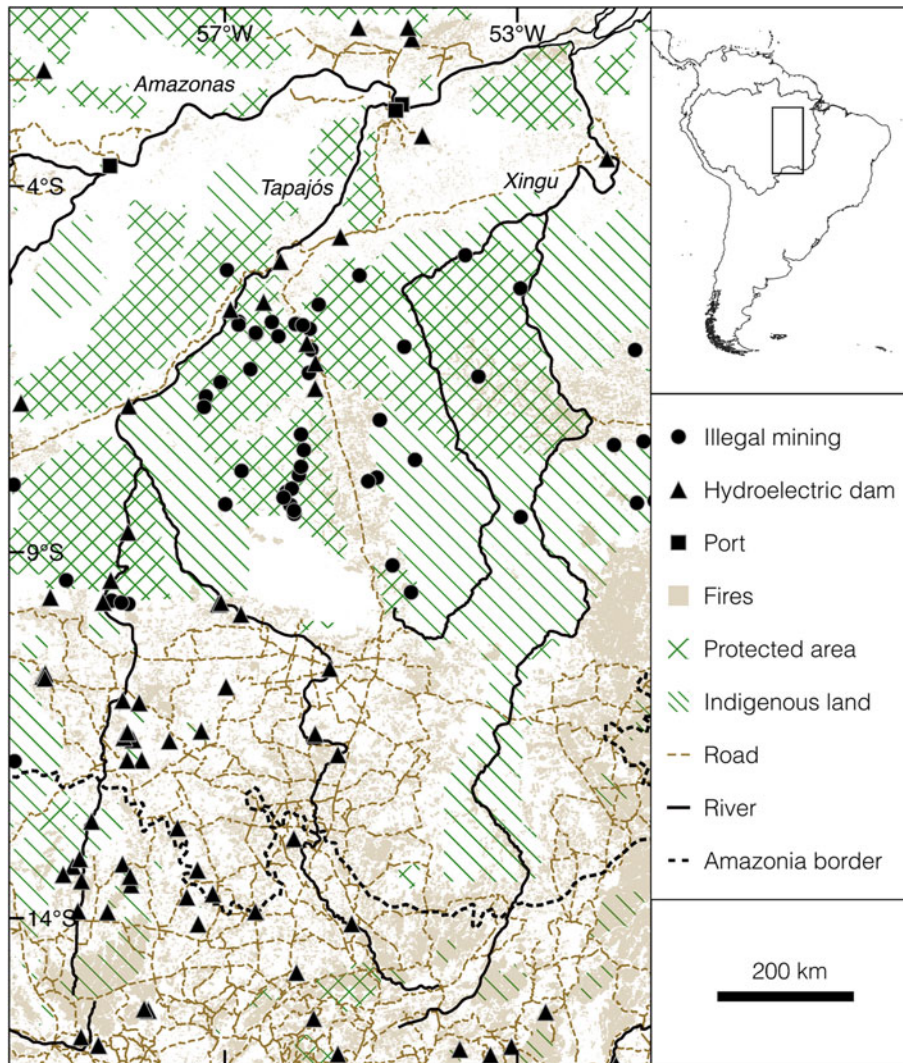 57°W
53°W
Amazonas
Tapajós
Xingu
4°S
9°S
14°S
Illegal mining
Hydroelectric dam
Port
Fires
Protected area
Indigenous land
Road
River
Amazonia border
200 km